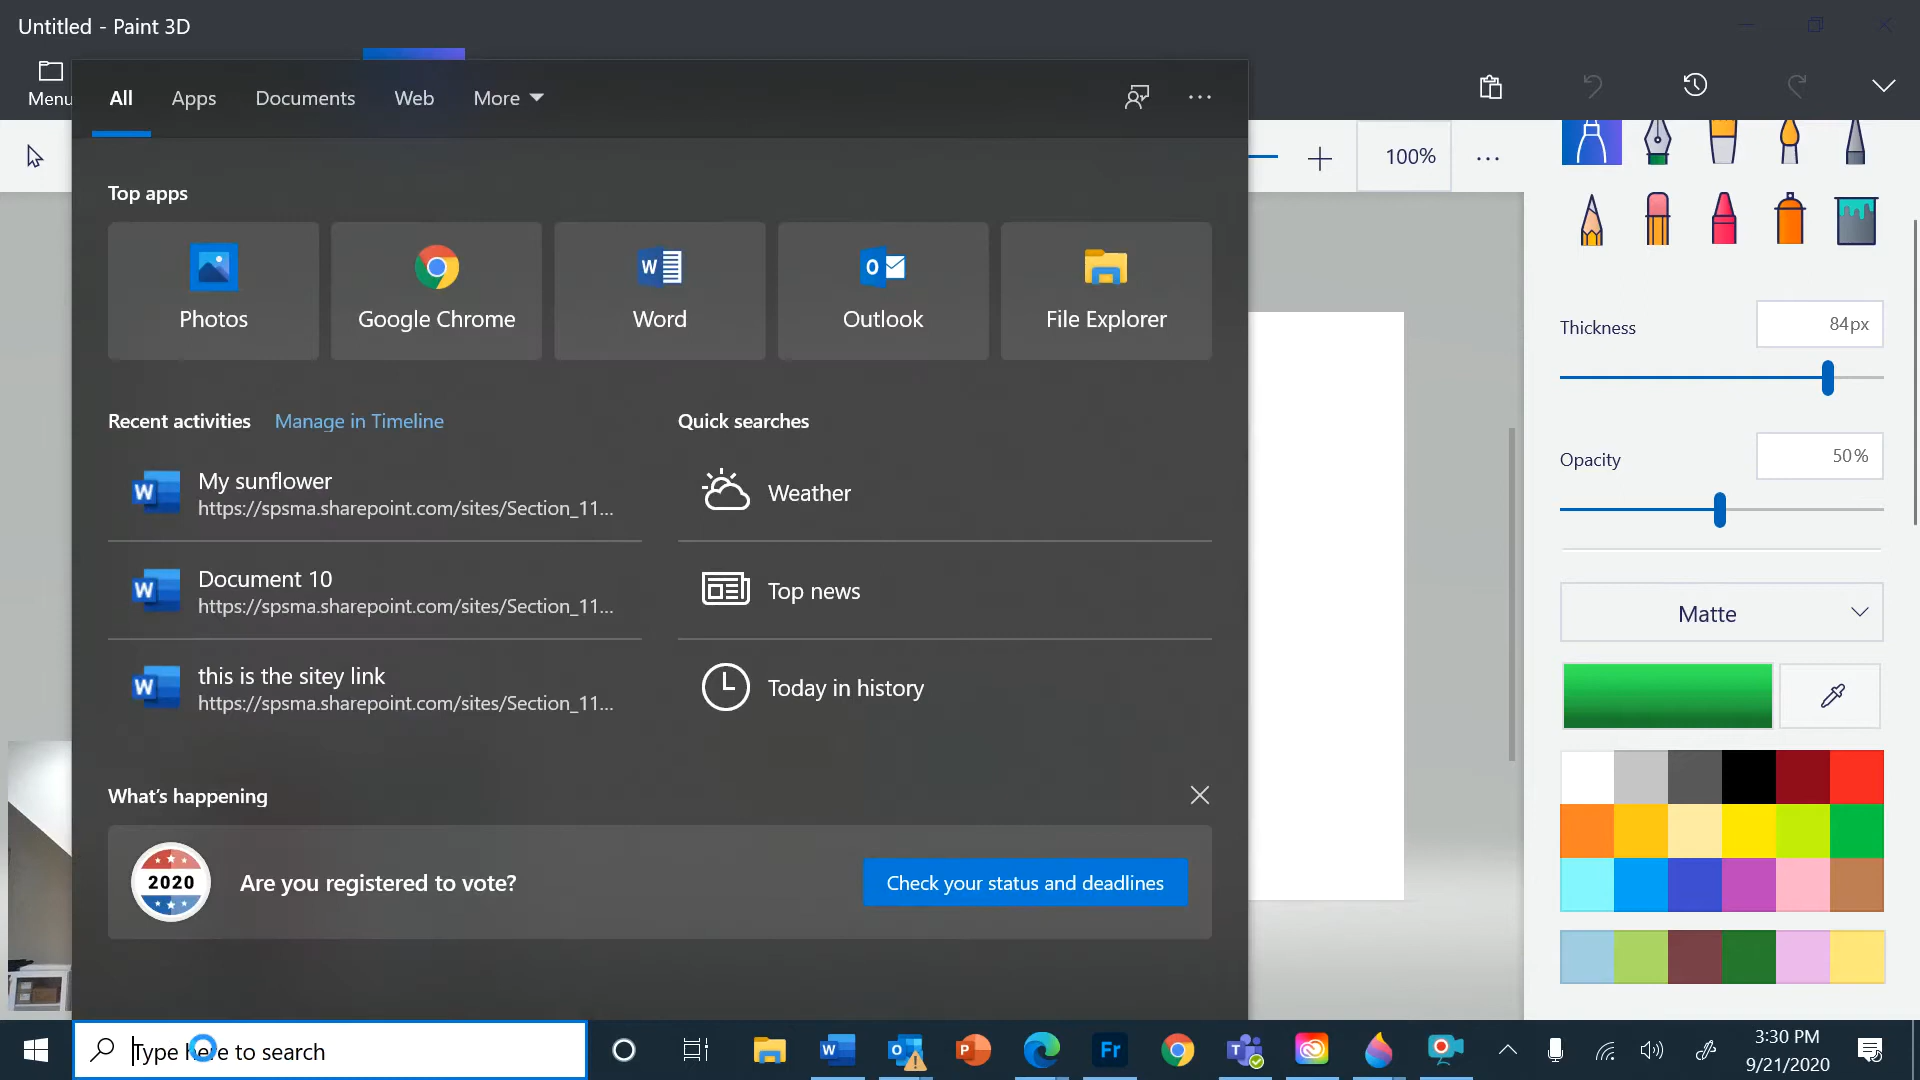 Untitled - Paint 3D
Menu
All Apps Documents Web More
100%
Top apps
Photos Google Chrome Word Outlook File Explorer
Thickness 84px
Recent activities Manage in Timeline Quick searches
Opacity 50%
My sunflower
https://spsma.sharepoint.com/sites/Section_11...
Weather
Document 10
https://spsma.sharepoint.com/sites/Section_11...
Top news
Matte
this is the sitey link
https://spsma.sharepoint.com/sites/Section_11...
Today in history
What's happening
2020
Are you registered to vote?
Check your status and deadlines
Type here to search
Fr
3:30 PM
9/21/2020